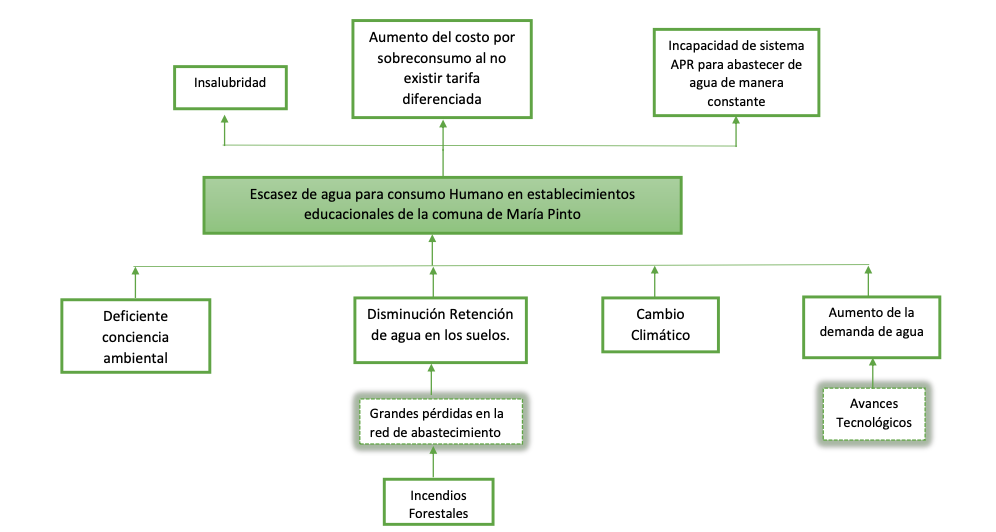 Insalubridad
Aumento del costo por
sobreconsumo al no
existir tarifa
diferenciada
Incapacidad de sistema
APR para abastecer de
agua de manera
constante
Escasez de agua para consumo Humano en establecimientos
educacionales de la comuna de María Pinto
Deficiente
conciencia
ambiental
Disminución Retención
de agua en los suelos.
Cambio
Climático
Aumento de la
demanda de agua
Grandes pérdidas en la
red de abastecimiento
Avances
Tecnológicos
Incendios
Forestales